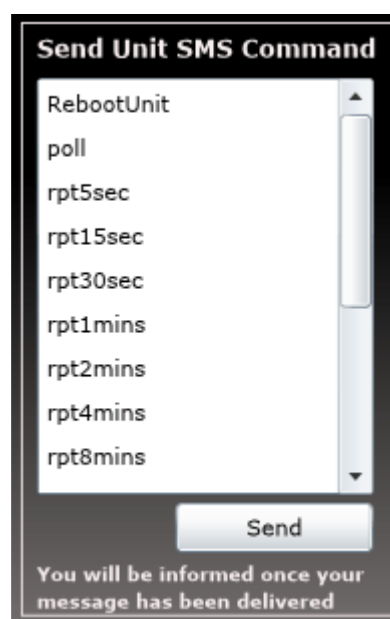 Send Unit SMS Command
RebootUnit
poll
rpt5sec
rpt15sec
rpt30sec
rpt1mins
rpt2mins
rpt4mins
rpt8mins
Send
You will be informed once your
message has been delivered